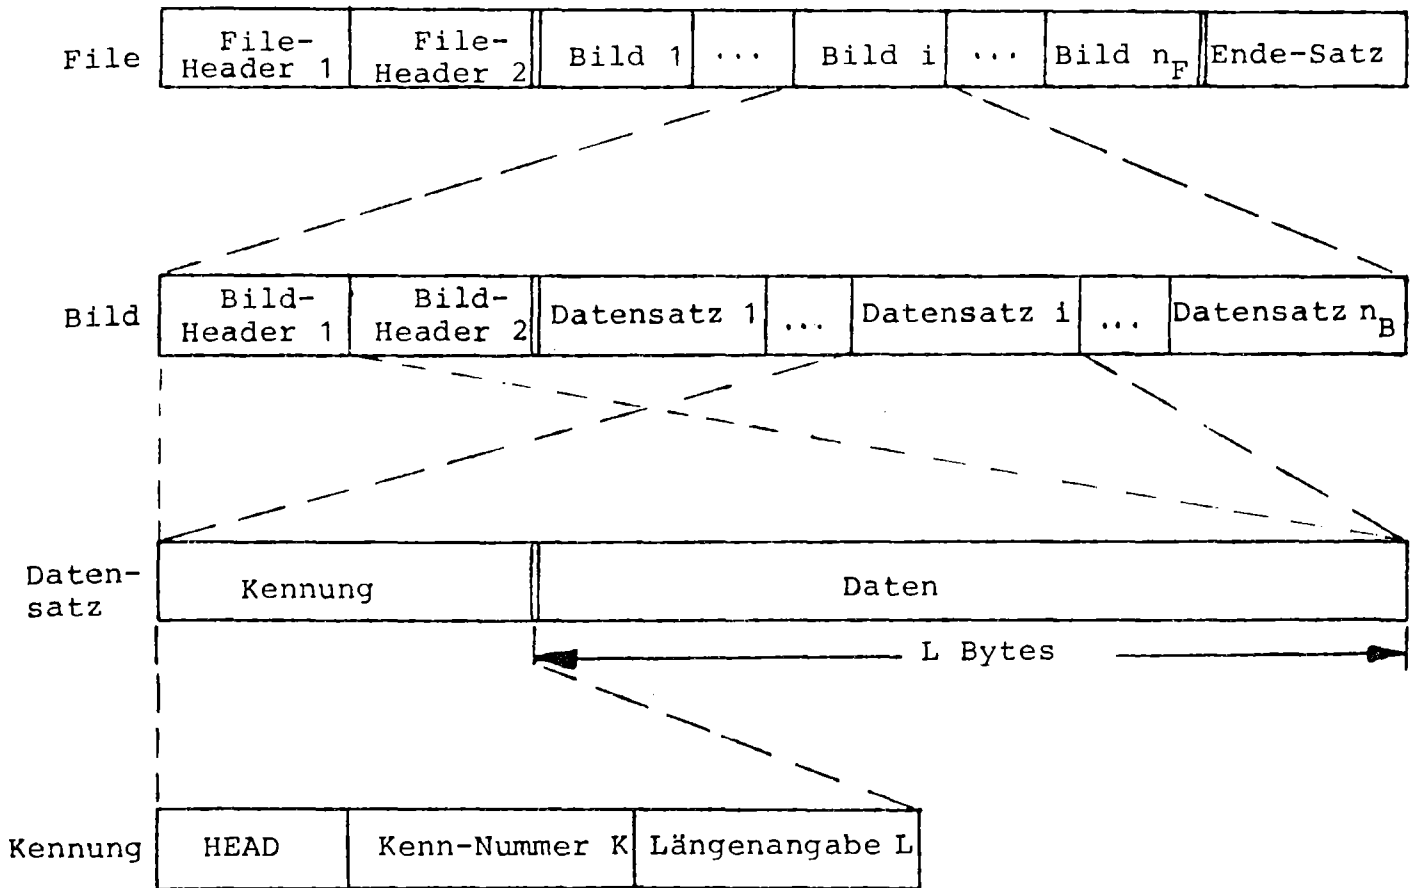 File
File-
Header 1
File-
Header 2
Bild 1
...
Bild i
...
Bild n_F
Ende-Satz
Bild
Bild-
Header 1
Bild-
Header 2
Datensatz 1
...
Datensatz i
...
Datensatz n_B
Daten-
satz
Kennung
Daten
L Bytes
Kennung
HEAD
Kenn-Nummer K
Längenangabe L